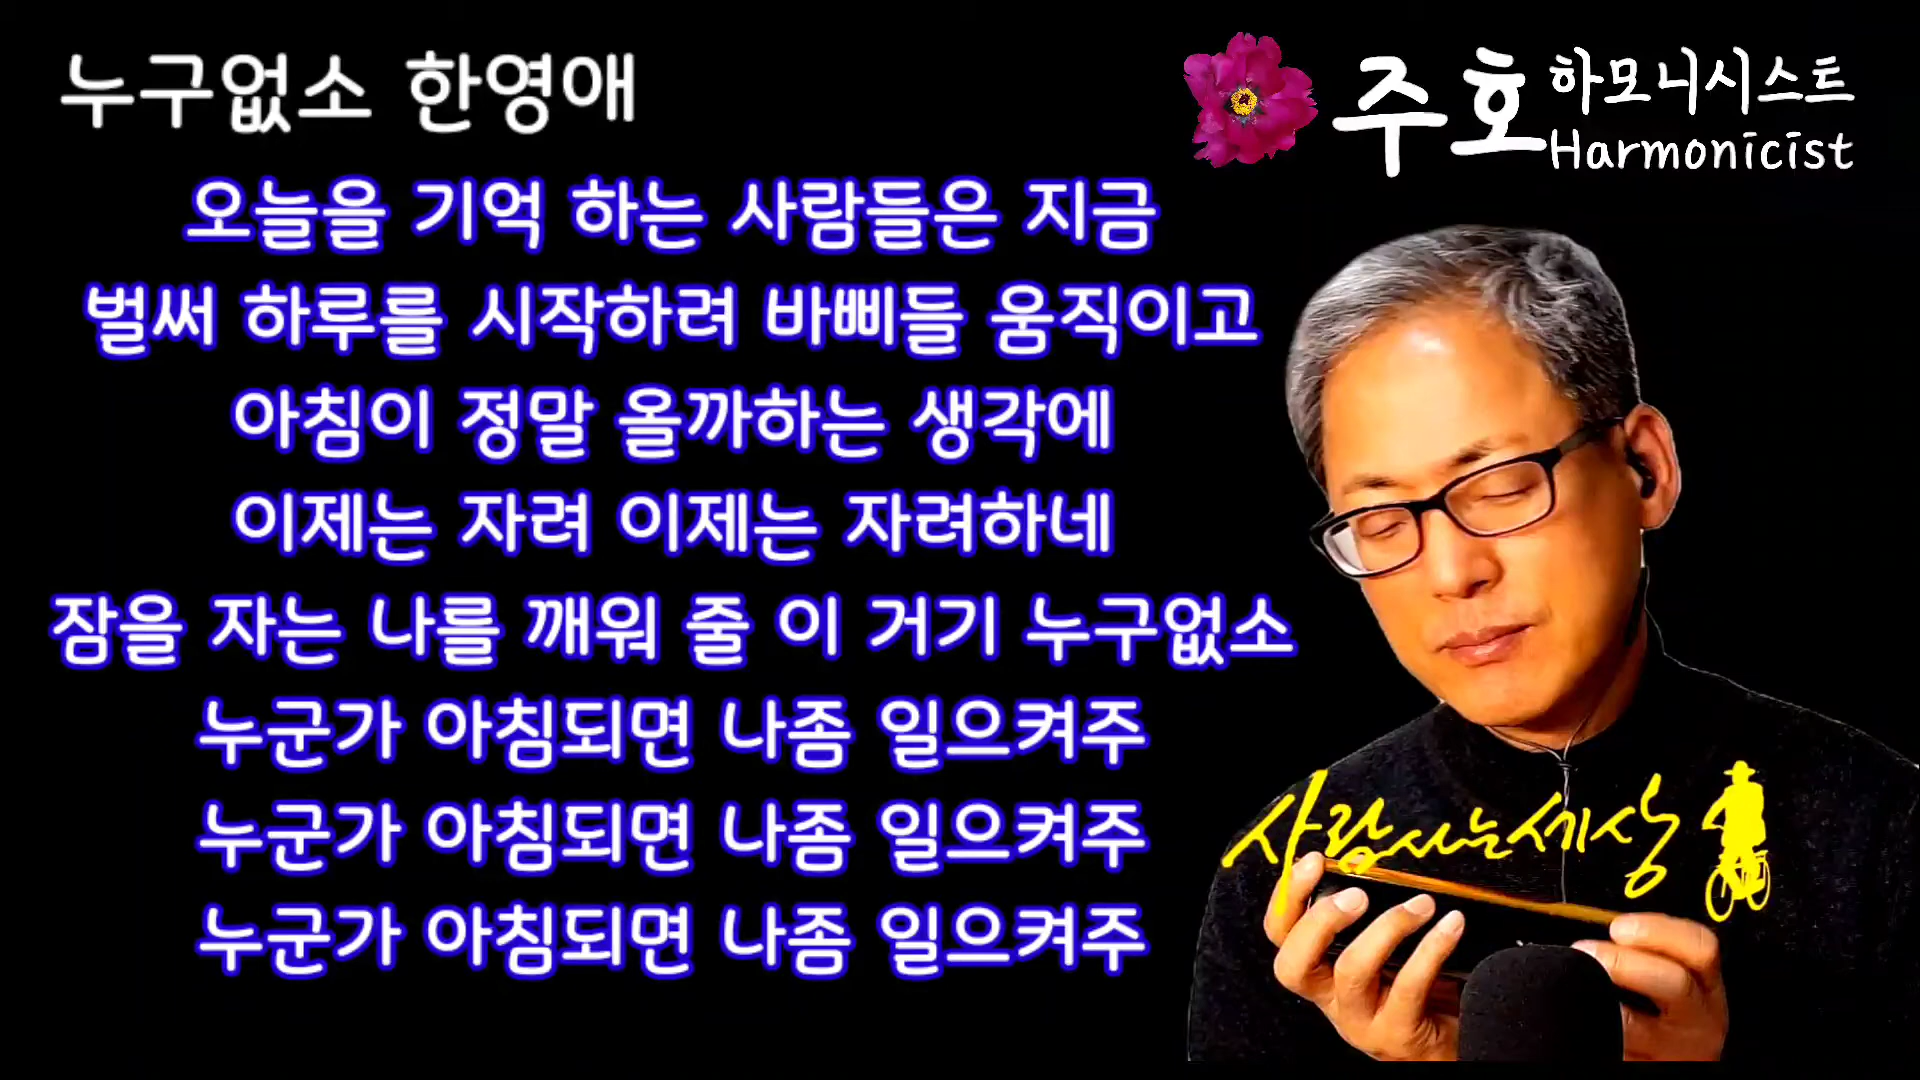 누구없소 한영애
주호 하모니시스트
Harmonicist
오늘을 기억 하는 사람들은 지금
벌써 하루를 시작하려 바삐들 움직이고
아침이 정말 올까하는 생각에
이제는 자려 이제는 자려하네
잠을 자는 나를 깨워 줄 이 거기 누구없소
누군가 아침되면 나좀 일으켜주
누군가 아침되면 나좀 일으켜주
누군가 아침되면 나좀 일으켜주
사람사는세상